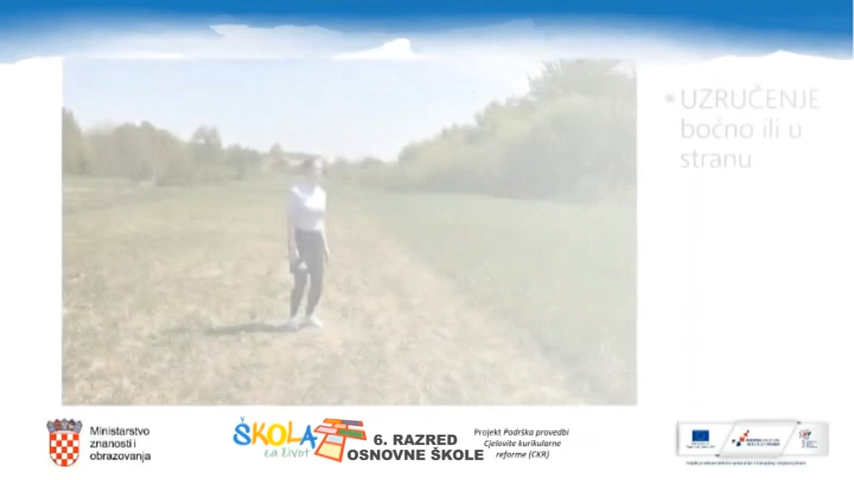 ▪ UZRUČENJE
bočno ili u
stranu
Ministarstvo
znanosti i
obrazovanja
ŠKOLA
za život
6. RAZRED
OSNOVNE ŠKOLE
Projekt Podrška provedbi
Cjelovite kurikularne
reforme (CKR)